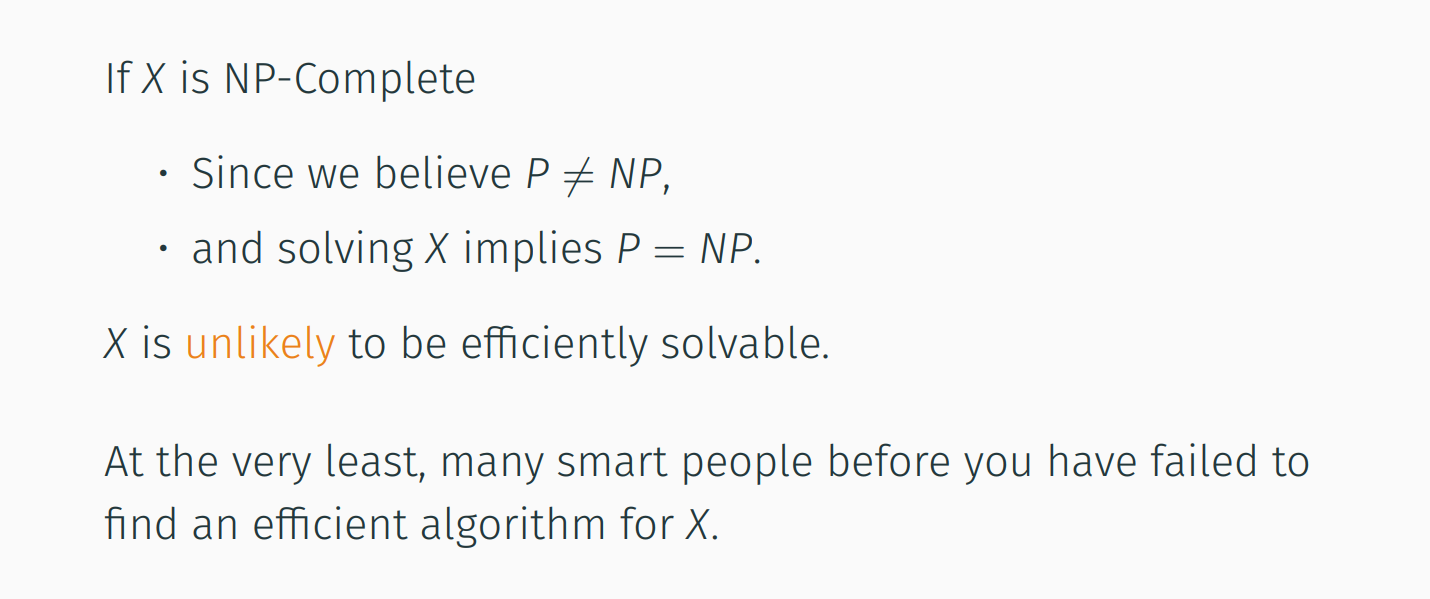 If X is NP-Complete
• Since we believe P ≠ NP,
• and solving X implies P = NP.
X is unlikely to be efficiently solvable.
At the very least, many smart people before you have failed to
find an efficient algorithm for X.